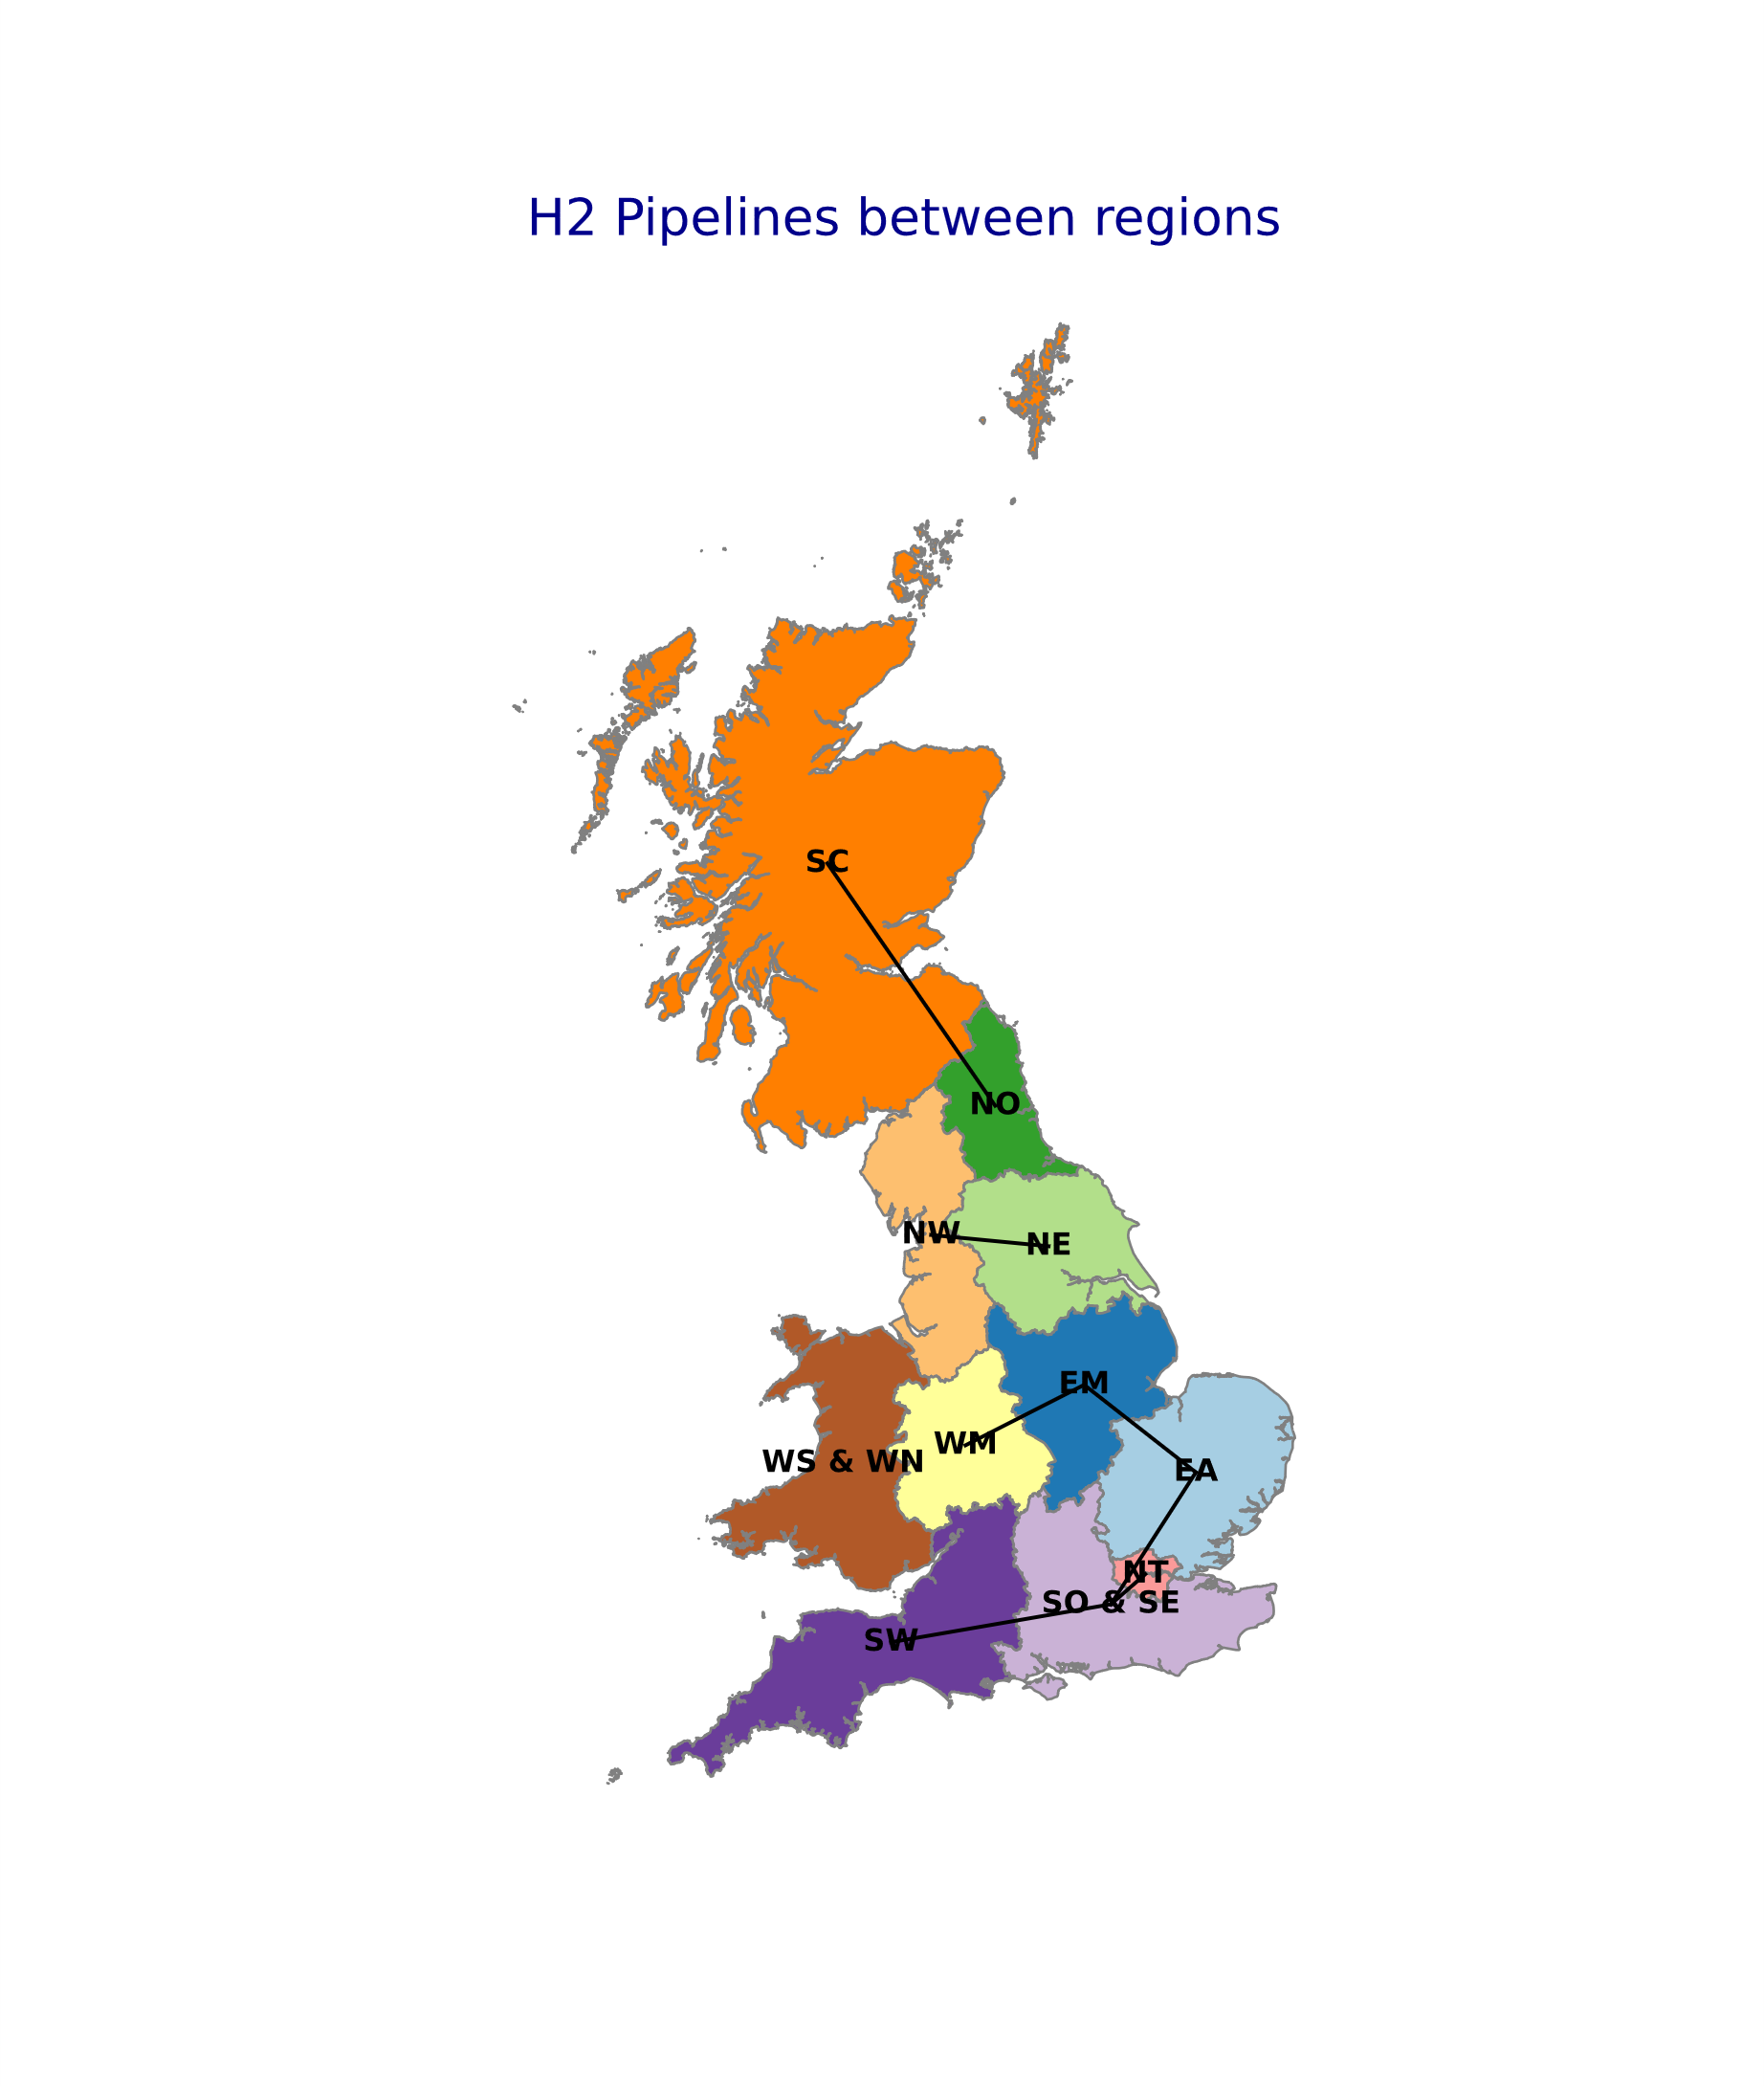 H2 Pipelines between regions
SC
NO
NW
NE
EM
WM
WS & WN
EA
NT
SO & SE
SW